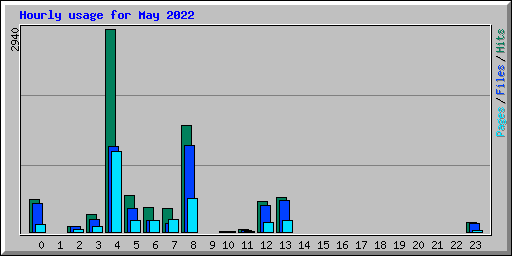 Hourly usage for May 2022
2940
Pages/Files/Hits
0 1 2 3 4 5 6 7 8 9 10 11 12 13 14 15 16 17 18 19 20 21 22 23